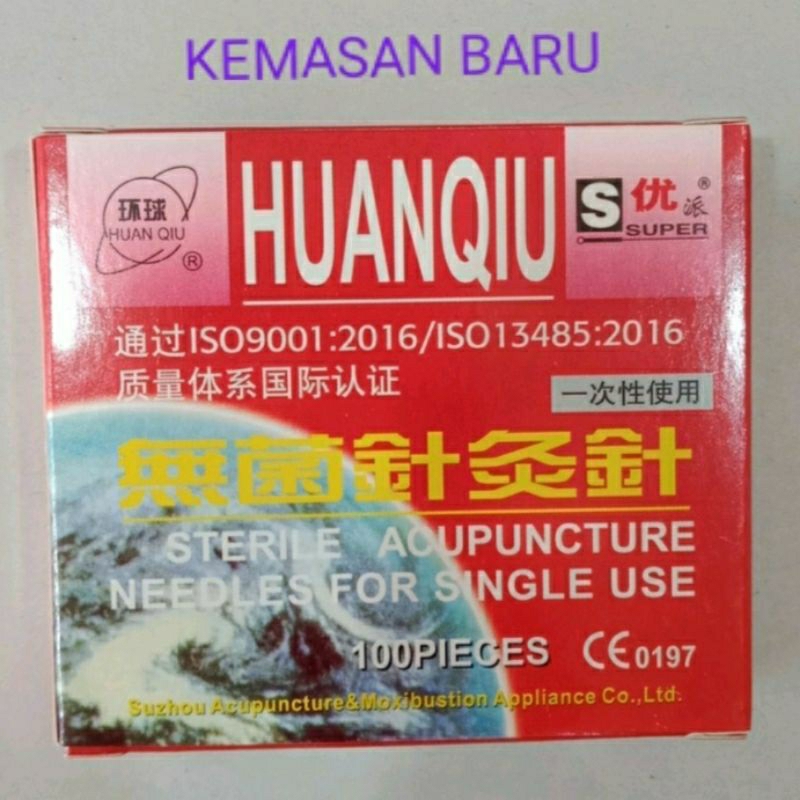 KEMASAN BARU
环球
HUAN QIU
®
HUANQIU
S 优派®
SUPER
通过ISO9001:2016/ISO13485:2016
质量体系国际认证
一次性使用
無菌針灸針
STERILE ACUPUNCTURE
NEEDLES FOR SINGLE USE
100PIECES CE0197
Suzhou Acupuncture&Moxibustion Appliance Co.,Ltd.